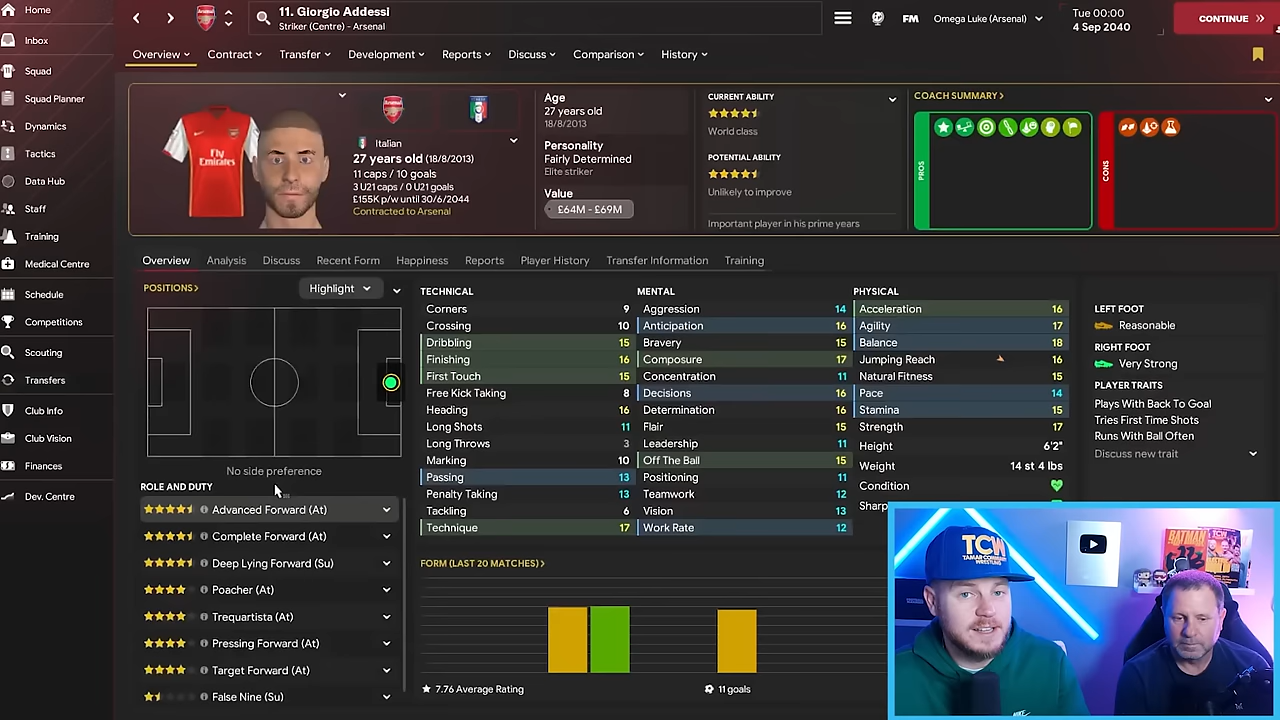 Home
Inbox
Squad
Squad Planner
Dynamics
Tactics
Data Hub
Staff
Training
Medical Centre
Schedule
Competitions
Scouting
Transfers
Club Info
Club Vision
Finances
Dev. Centre
11. Giorgio Addessi
Striker (Centre) - Arsenal
FM
Omega Luke (Arsenal)
Tue 00:00
4 Sep 2040
CONTINUE
Overview
Contract
Transfer
Development
Reports
Discuss
Comparison
History
Fly
Emirates
Italian
27 years old (18/8/2013)
11 caps / 10 goals
3 U21 caps / 0 U21 goals
£155K p/w until 30/6/2044
Contracted to Arsenal
Age
27 years old
18/8/2013
Personality
Fairly Determined
Elite striker
Value
£64M - £69M
CURRENT ABILITY
World class
POTENTIAL ABILITY
Unlikely to improve
Important player in his prime years
COACH SUMMARY >
PROS
CONS
Overview
Analysis
Discuss
Recent Form
Happiness
Reports
Player History
Transfer Information
Training
POSITIONS >
Highlight
No side preference
ROLE AND DUTY
Advanced Forward (At)
Complete Forward (At)
Deep Lying Forward (Su)
Poacher (At)
Trequartista (At)
Pressing Forward (At)
Target Forward (At)
False Nine (Su)
TECHNICAL
Corners 9
Crossing 10
Dribbling 15
Finishing 16
First Touch 15
Free Kick Taking 8
Heading 16
Long Shots 11
Long Throws 3
Marking 10
Passing 13
Penalty Taking 13
Tackling 6
Technique 17
MENTAL
Aggression 14
Anticipation 16
Bravery 15
Composure 17
Concentration 11
Decisions 16
Determination 16
Flair 15
Leadership 11
Off The Ball 15
Positioning 11
Teamwork 12
Vision 13
Work Rate 12
PHYSICAL
Acceleration 16
Agility 17
Balance 18
Jumping Reach 16
Natural Fitness 15
Pace 14
Stamina 15
Strength 17
Height 6'2"
Weight 14 st 4 lbs
Condition
Sharp
LEFT FOOT
Reasonable
RIGHT FOOT
Very Strong
PLAYER TRAITS
Plays With Back To Goal
Tries First Time Shots
Runs With Ball Often
Discuss new trait
FORM (LAST 20 MATCHES) >
7.76 Average Rating
11 goals
TCW
BATMAN